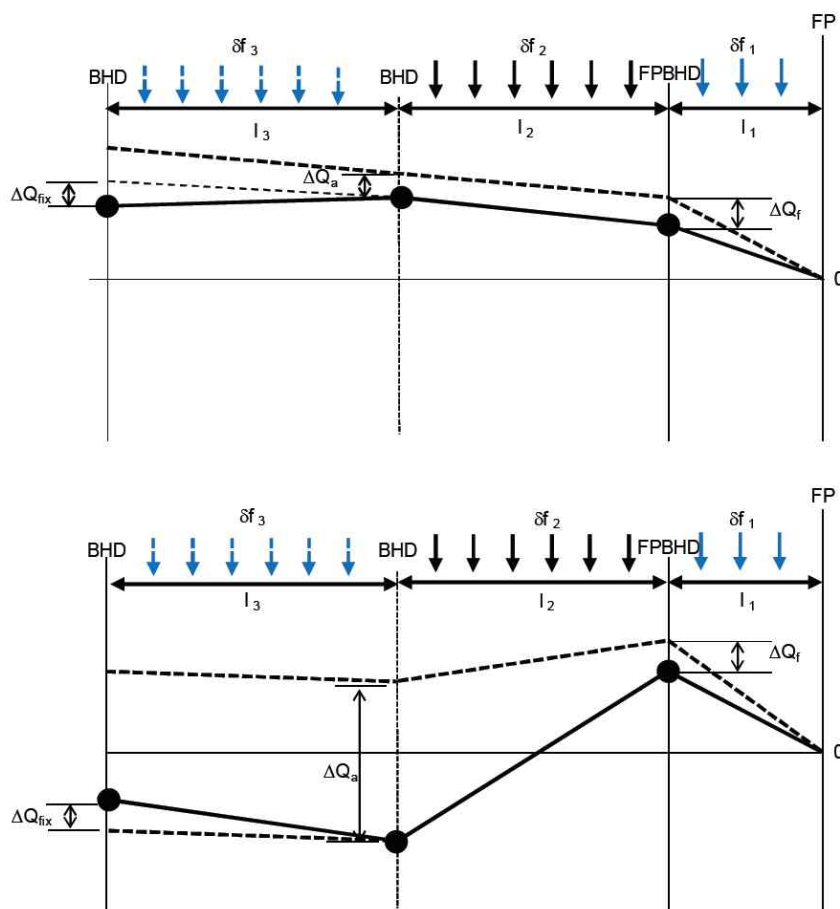 FP
δf 3
δf 2
δf 1
BHD
BHD
FPBHD
l 3
l 2
l 1
ΔQa
ΔQfix
ΔQf
0
FP
δf 3
δf 2
δf 1
BHD
BHD
FPBHD
l 3
l 2
l 1
ΔQf
0
ΔQa
ΔQfix